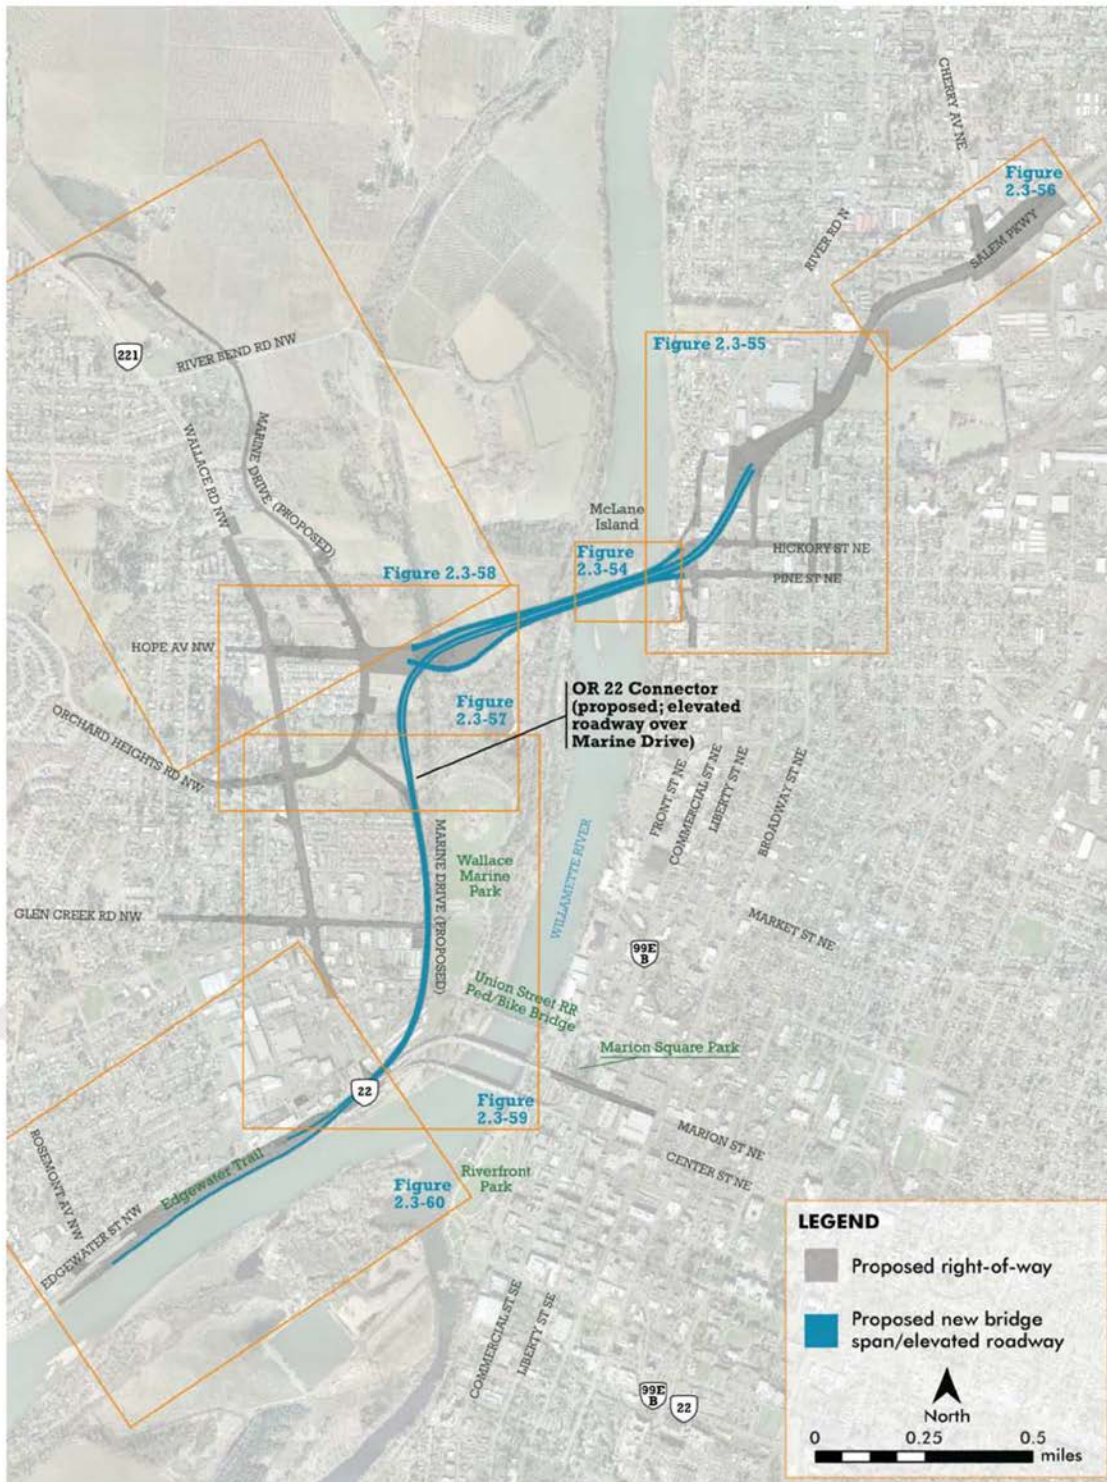 CHERRY AV NE
Figure
2.3-56
SALEM PKWY
RIVER RD N
Figure 2.3-55
221
RIVER BEND RD NW
MARINE DRIVE (PROPOSED)
WALLACE RD NW
McLane
Island
HICKORY ST NE
Figure
2.3-54
PINE ST NE
Figure 2.3-58
HOPE AV NW
Figure
2.3-57
OR 22 Connector
(proposed; elevated
roadway over
Marine Drive)
ORCHARD HEIGHTS RD NW
FRONT ST NE
COMMERCIAL ST NE
LIBERTY ST NE
BROADWAY ST NE
MARINE DRIVE (PROPOSED)
Wallace
Marine
Park
WILLAMETTE RIVER
GLEN CREEK RD NW
MARKET ST NE
99E
B
Union Street RR
Ped/Bike Bridge
Marion Square Park
22
Figure
2.3-59
MARION ST NE
CENTER ST NE
ROSEMONT AV NW
Edgewater Trail
Riverfront
Park
Figure
2.3-60
EDGEWATER ST NW
COMMERCIAL ST SE
LIBERTY ST SE
99E
B
22
LEGEND
Proposed right-of-way
Proposed new bridge
span/elevated roadway
North
0 0.25 0.5
miles